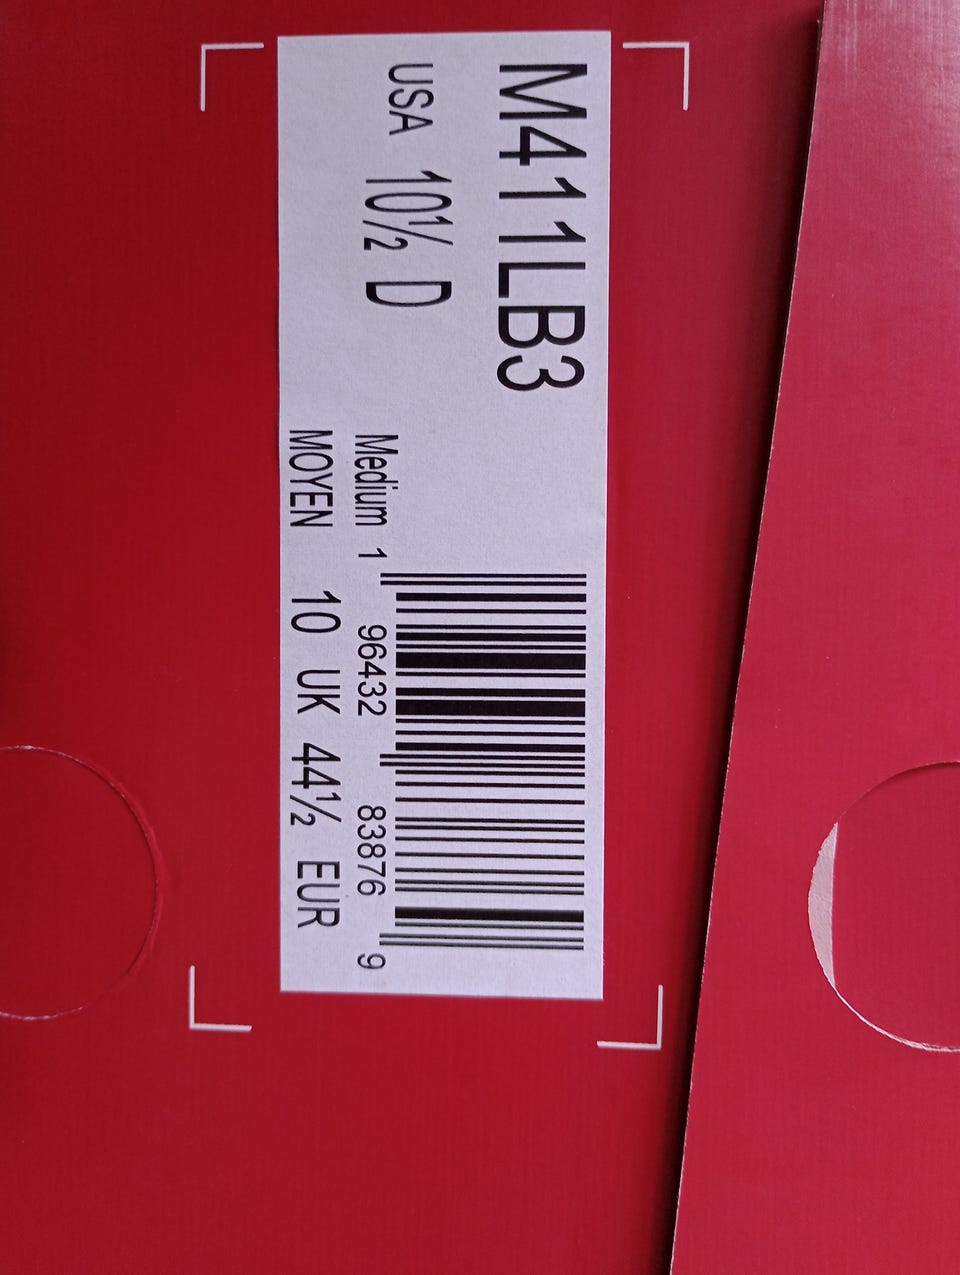 M411LB3
USA 10½ D
Medium
MOYEN
1 96432 83876 9
10 UK 44½ EUR